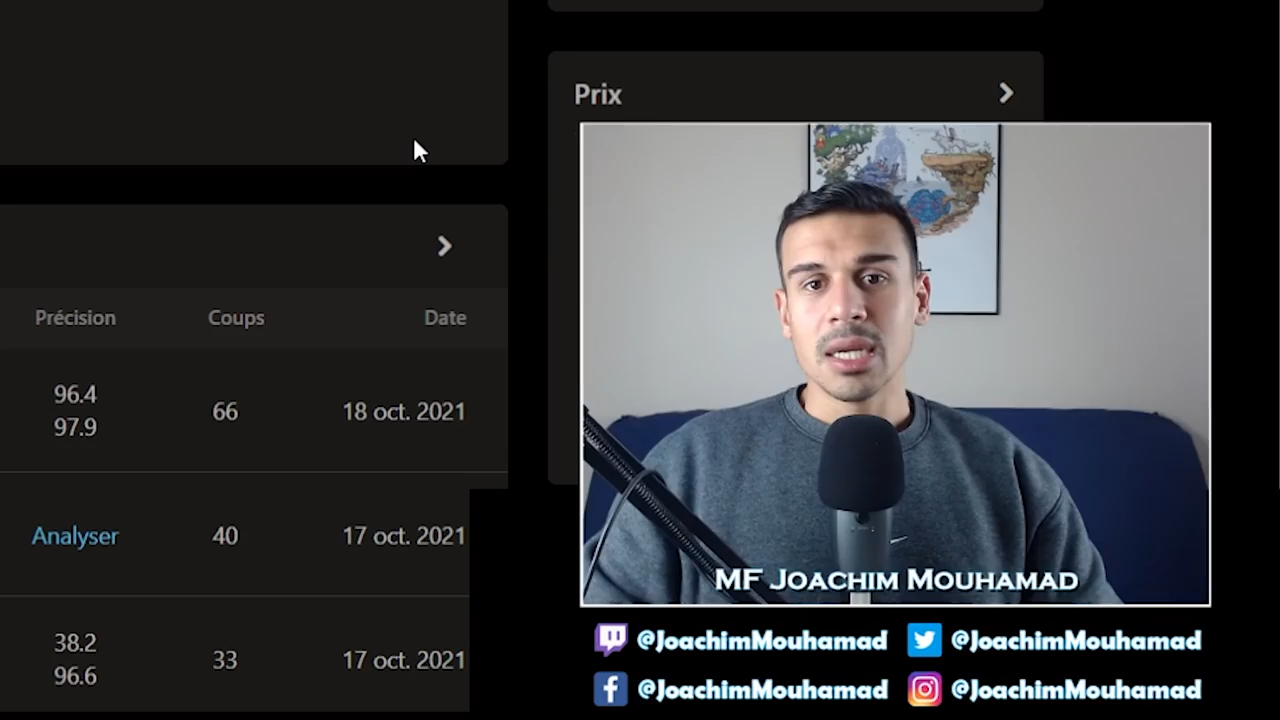 Prix
Précision Coups Date
96.4
97.9
66 18 oct. 2021
Analyser 40 17 oct. 2021
38.2
96.6
33 17 oct. 2021
MF JOACHIM MOUHAMAD
@JoachimMouhamad @JoachimMouhamad
@JoachimMouhamad @JoachimMouhamad